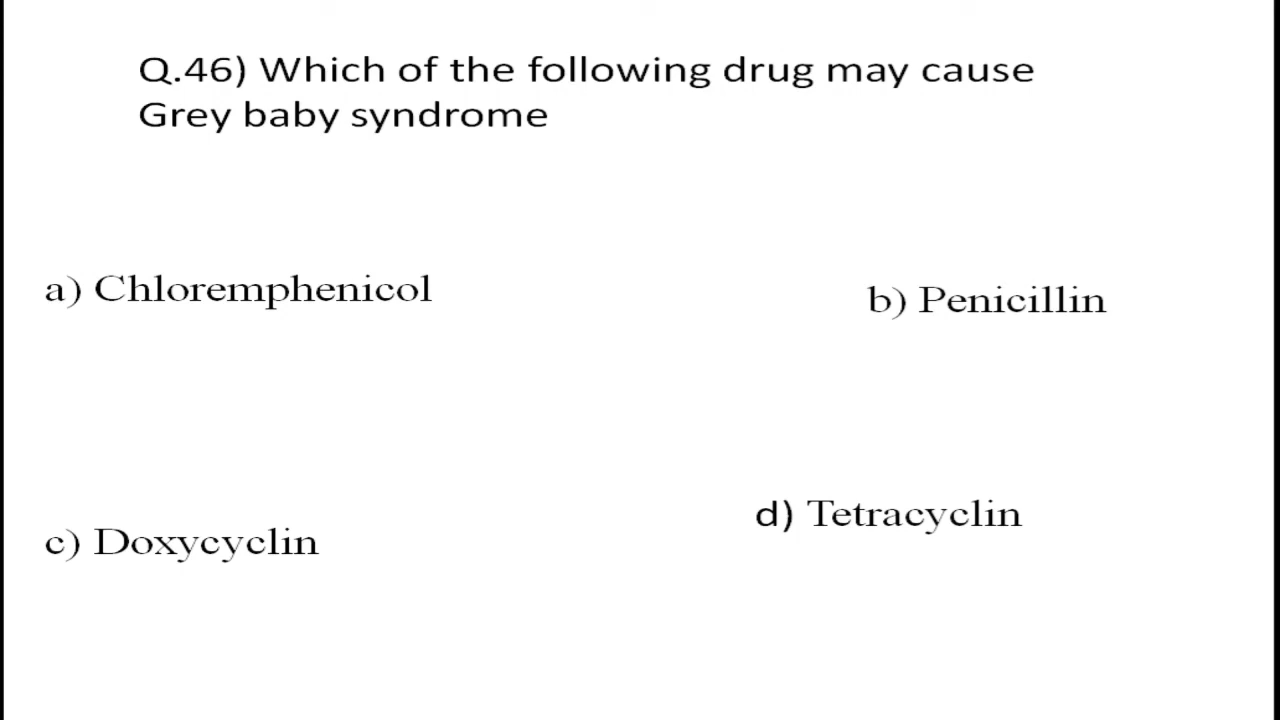 Q.46) Which of the following drug may cause
Grey baby syndrome
a) Chloremphenicol
b) Penicillin
c) Doxycyclin
d) Tetracyclin